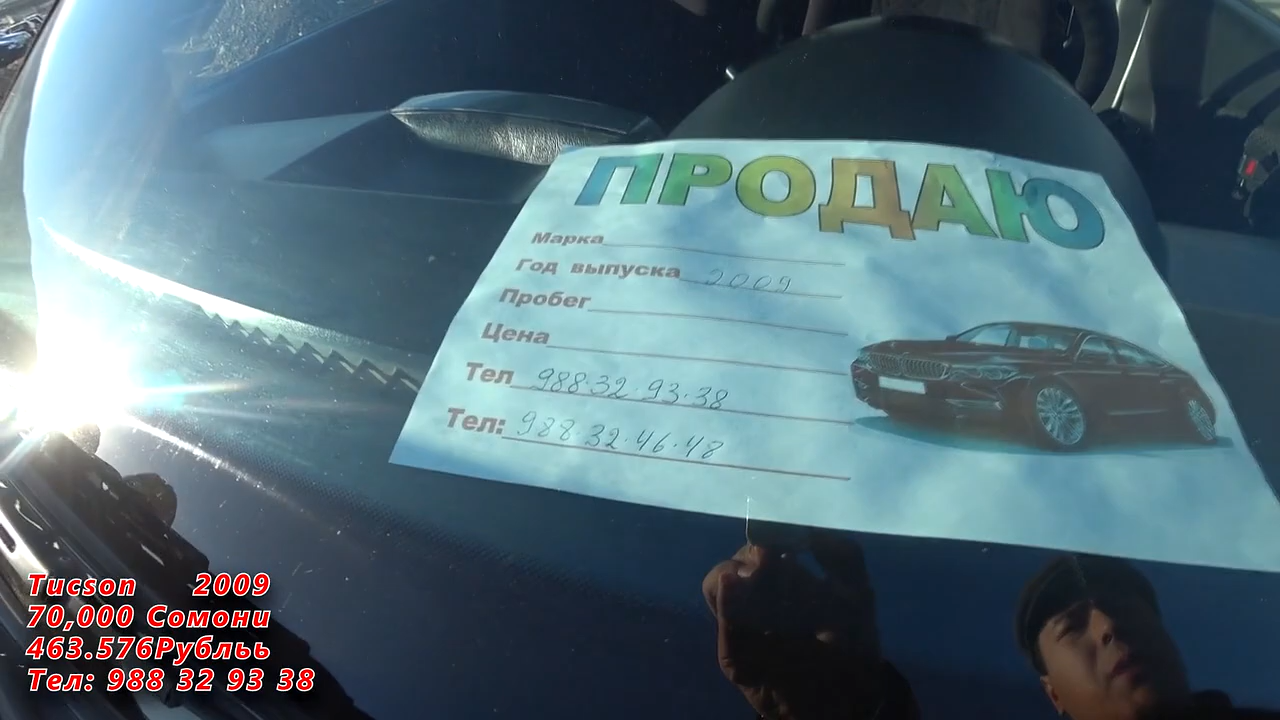 ПРОДАЮ
Марка
Год выпуска 2009
Пробег
Цена
Тел 988·32·93·38
Тел: 988·32·46·48
Tucson 2009
70,000 Сомони
463.576Рубльь
Тел: 988 32 93 38